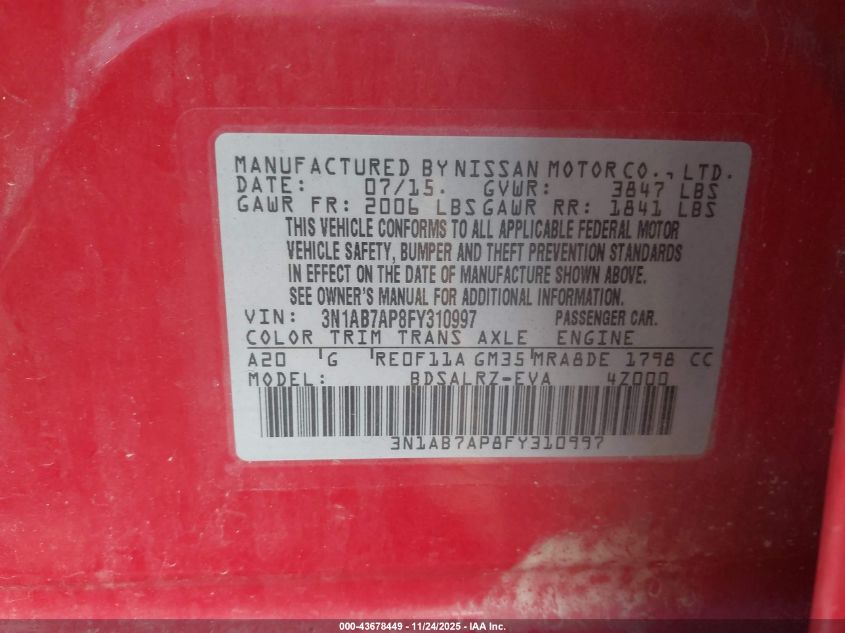 MANUFACTURED BY NISSAN MOTOR CO., LTD.
DATE: 07/15. GVWR: 3847 LBS
GAWR FR: 2006 LBS GAWR RR: 1841 LBS
THIS VEHICLE CONFORMS TO ALL APPLICABLE FEDERAL MOTOR
VEHICLE SAFETY, BUMPER AND THEFT PREVENTION STANDARDS
IN EFFECT ON THE DATE OF MANUFACTURE SHOWN ABOVE.
SEE OWNER'S MANUAL FOR ADDITIONAL INFORMATION.
VIN: 3N1AB7AP8FY310997 PASSENGER CAR.
COLOR TRIM TRANS AXLE ENGINE
A20 G RE0F11A GM35 MRA8DE 1798 CC
MODEL: BDSALRZ-EVA 4Z000
3N1AB7AP8FY310997
000-43678449 | 11/24/2025 - IAA Inc.